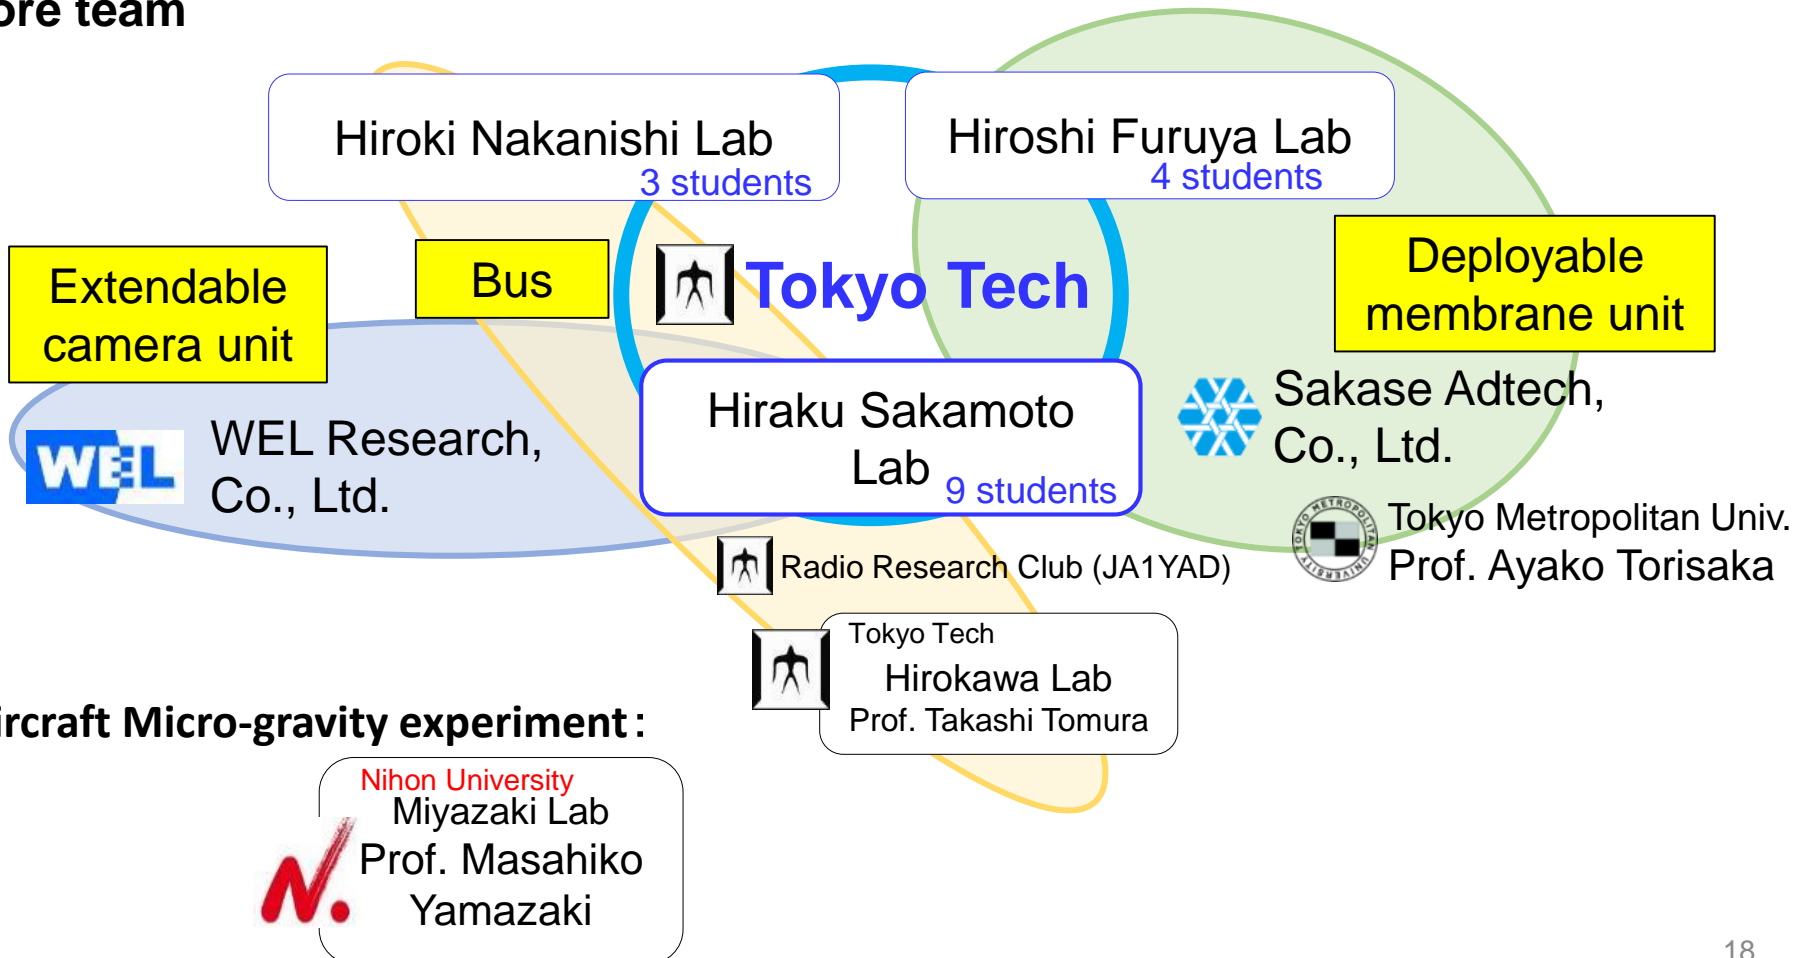 ore team
Hiroki Nakanishi Lab
3 students
Hiroshi Furuya Lab
4 students
Extendable
camera unit
Bus
Tokyo Tech
Deployable
membrane unit
WEL
WEL Research,
Co., Ltd.
Hiraku Sakamoto
Lab
9 students
Sakase Adtech,
Co., Ltd.
TOKYO METROPOLITAN UNIVERSITY
Tokyo Metropolitan Univ.
Prof. Ayako Torisaka
Radio Research Club (JA1YAD)
Tokyo Tech
Hirokawa Lab
Prof. Takashi Tomura
ircraft Micro-gravity experiment:
Nihon University
Miyazaki Lab
Prof. Masahiko
Yamazaki
N.
18